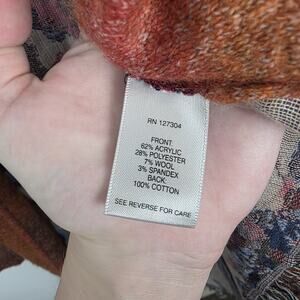 RN 127304
FRONT:
62% ACRYLIC
28% POLYESTER
7% WOOL
3% SPANDEX
BACK:
100% COTTON
SEE REVERSE FOR CARE